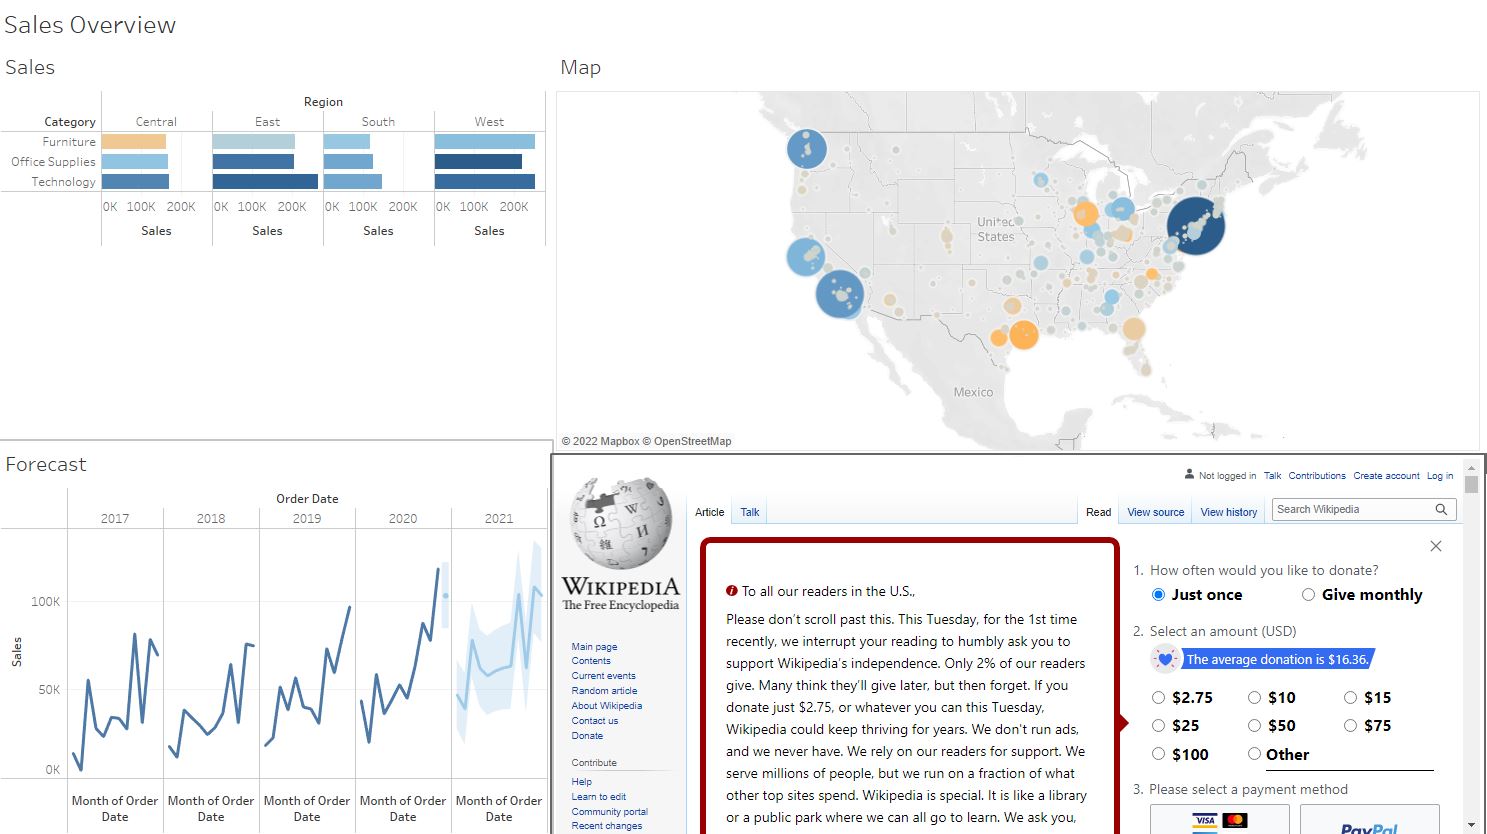 Sales Overview
Sales
Region
Category Central East South West
Furniture
Office Supplies
Technology
0K 100K 200K 0K 100K 200K 0K 100K 200K 0K 100K 200K
Sales Sales Sales Sales
Map
United
States
Mexico
© 2022 Mapbox © OpenStreetMap
Forecast
Order Date
2017 2018 2019 2020 2021
100K
50K
0K
Sales
Month of Order Month of Order Month of Order Month of Order Month of Order
Date Date Date Date Date
Ω W И 維
WIKIPEDIA
The Free Encyclopedia
Main page
Contents
Current events
Random article
About Wikipedia
Contact us
Donate
Contribute
Help
Learn to edit
Community portal
Recent changes
Not logged in Talk Contributions Create account Log in
Article Talk Read View source View history Search Wikipedia
To all our readers in the U.S.,
Please don't scroll past this. This Tuesday, for the 1st time
recently, we interrupt your reading to humbly ask you to
support Wikipedia's independence. Only 2% of our readers
give. Many think they'll give later, but then forget. If you
donate just $2.75, or whatever you can this Tuesday,
Wikipedia could keep thriving for years. We don't run ads,
and we never have. We rely on our readers for support. We
serve millions of people, but we run on a fraction of what
other top sites spend. Wikipedia is special. It is like a library
or a public park where we can all go to learn. We ask you,
1. How often would you like to donate?
Just once Give monthly
2. Select an amount (USD)
The average donation is $16.36.
$2.75 $10 $15
$25 $50 $75
$100 Other
3. Please select a payment method
VISA PayPal